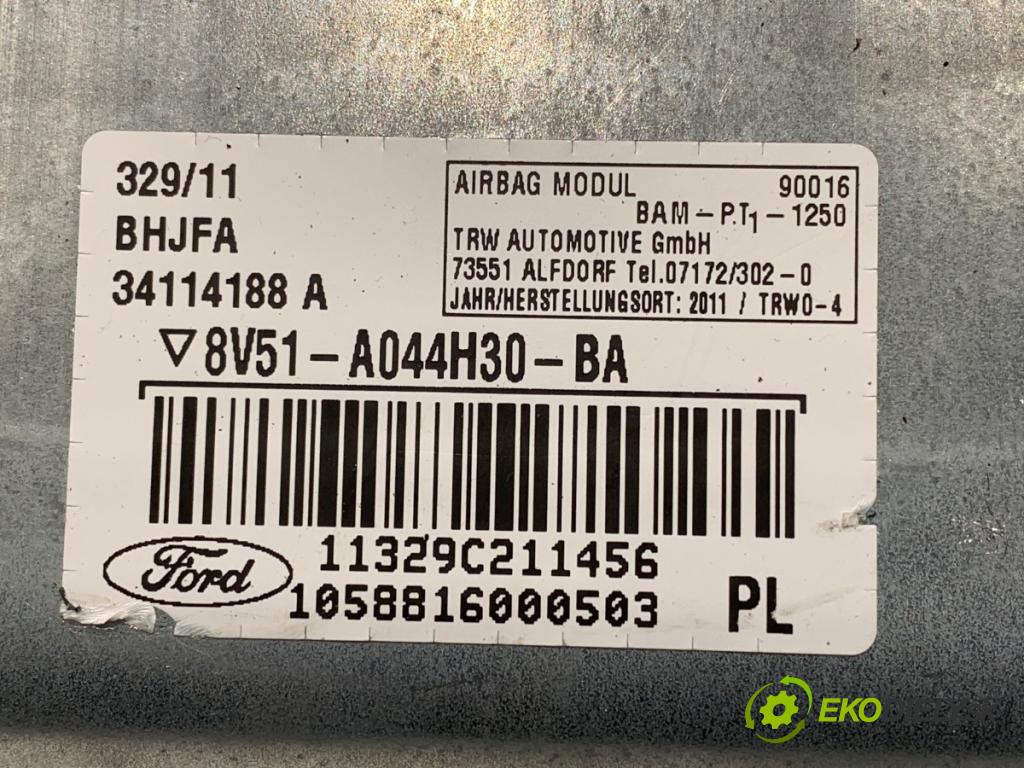 329/11
BHJFA
34114188 A
AIRBAG MODUL 90016
BAM-P.T1-1250
TRW AUTOMOTIVE GmbH
73551 ALFDORF Tel.07172/302-0
JAHR/HERSTELLUNGSORT: 2011 / TRWO-4
▽8V51-A044H30-BA
Ford
11329C211456
1058816000503
PL
EKO